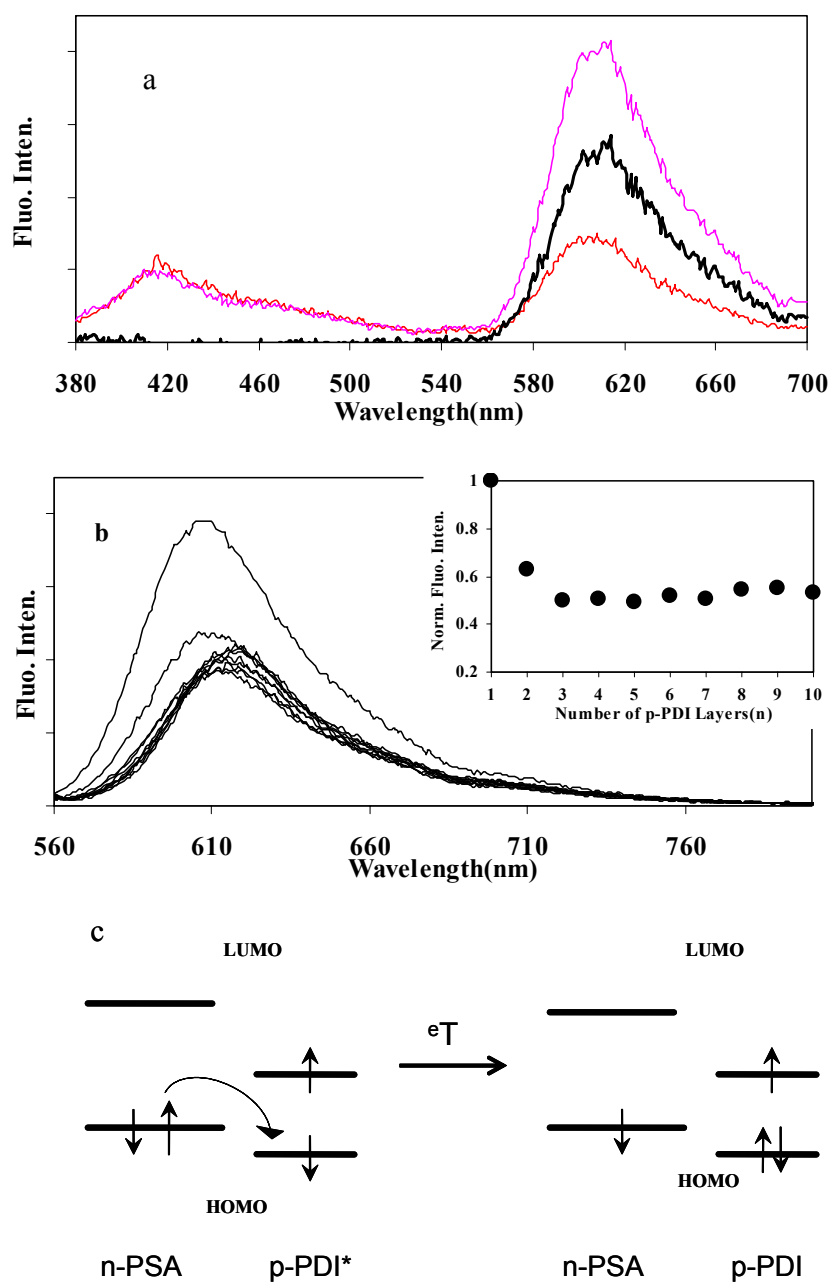 a
Fluo. Inten.
380 420 460 500 540 580 620 660 700
Wavelength(nm)
b
Fluo. Inten.
560 610 660 710 760
Wavelength(nm)
Norm. Fluo. Inten.
1
0.8
0.6
0.4
0.2
1 2 3 4 5 6 7 8 9 10
Number of p-PDI Layers(n)
c
LUMO LUMO
eT
HOMO HOMO
n-PSA p-PDI* n-PSA p-PDI